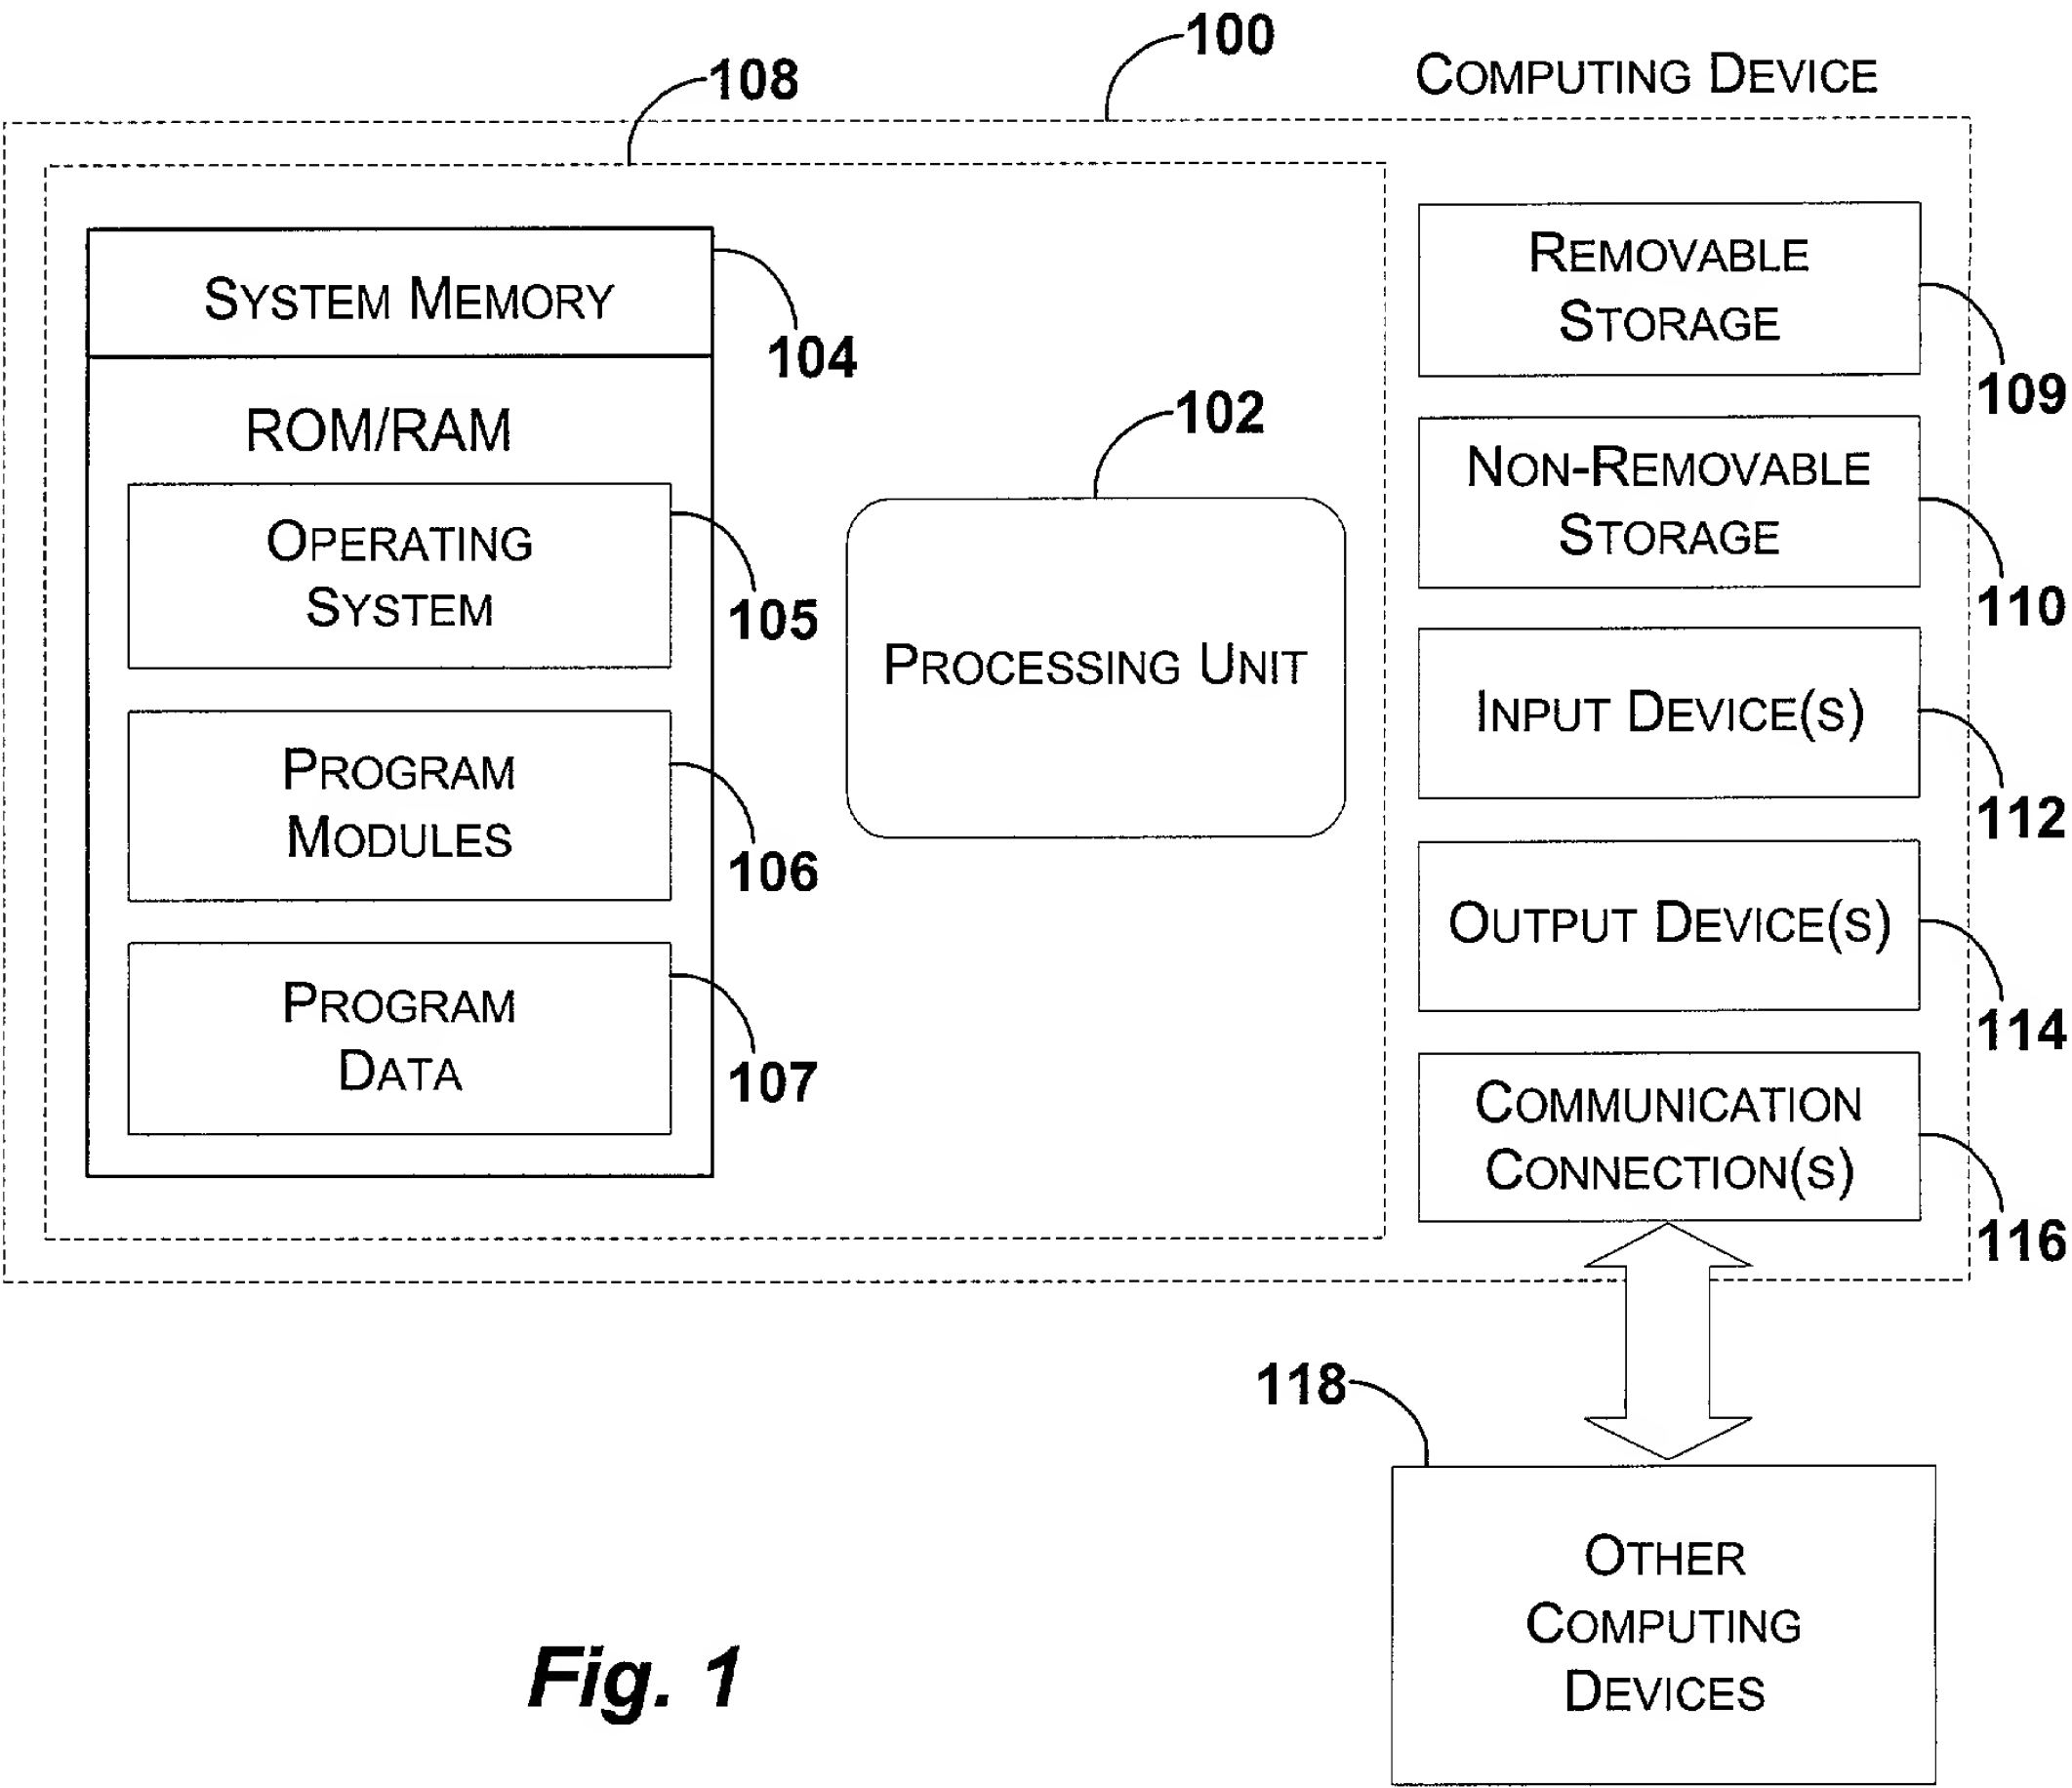 100
COMPUTING DEVICE
108
SYSTEM MEMORY
104
ROM/RAM
OPERATING
SYSTEM
105
PROGRAM
MODULES
106
PROGRAM
DATA
107
102
PROCESSING UNIT
REMOVABLE
STORAGE
109
NON-REMOVABLE
STORAGE
110
INPUT DEVICE(S)
112
OUTPUT DEVICE(S)
114
COMMUNICATION
CONNECTION(S)
116
118
OTHER
COMPUTING
DEVICES
Fig. 1